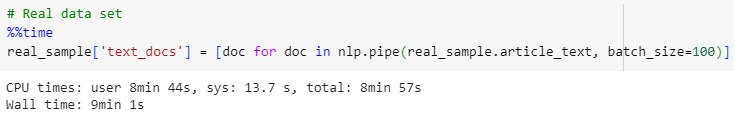 # Real data set
%%time
real_sample['text_docs'] = [doc for doc in nlp.pipe(real_sample.article_text, batch_size=100)]
CPU times: user 8min 44s, sys: 13.7 s, total: 8min 57s
Wall time: 9min 1s